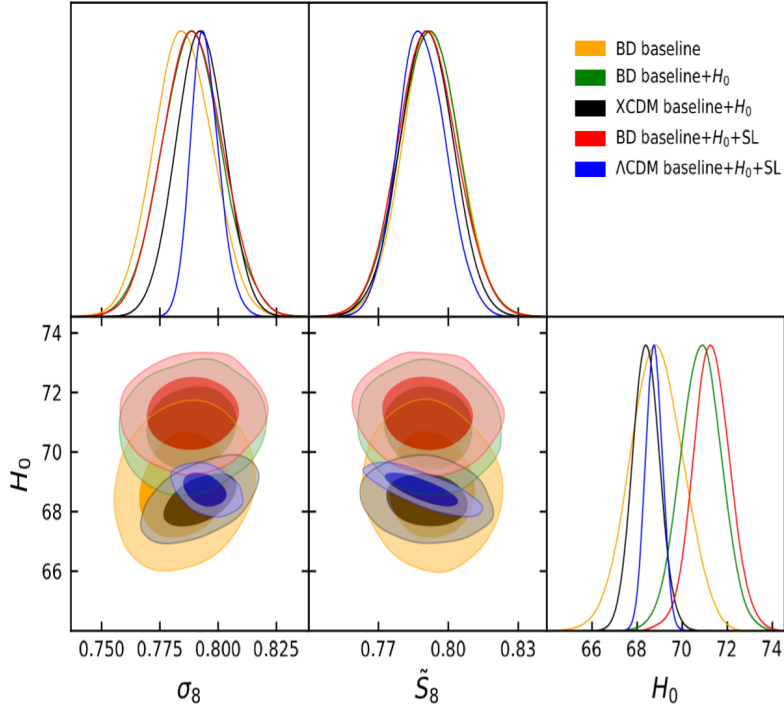 BD baseline
BD baseline+H₀
XCDM baseline+H₀
BD baseline+H₀+SL
ΛCDM baseline+H₀+SL
74
72
70
68
66
H₀
0.750 0.775 0.800 0.825
0.77 0.80 0.83
66 68 70 72 74
σ₈
S̃₈
H₀